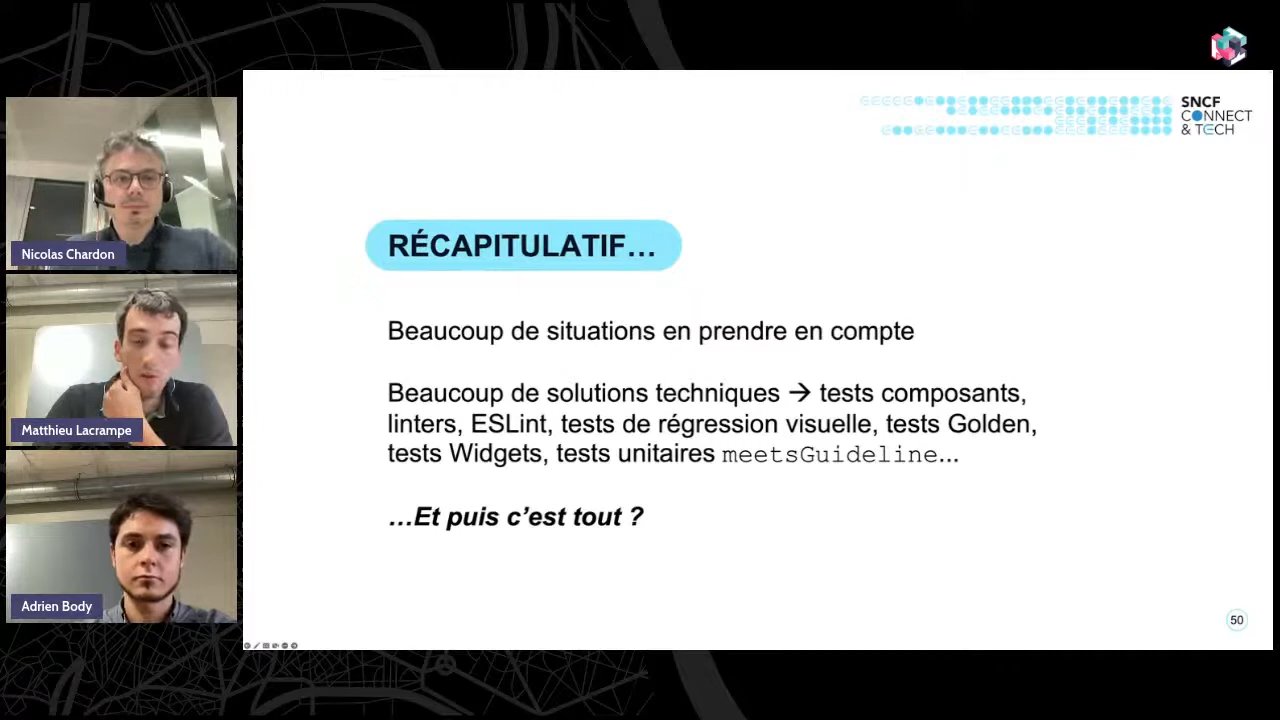 SNCF
CONNECT
& TECH
Nicolas Chardon
Matthieu Lacrampe
Adrien Body
RÉCAPITULATIF...
Beaucoup de situations en prendre en compte
Beaucoup de solutions techniques → tests composants,
linters, ESLint, tests de régression visuelle, tests Golden,
tests Widgets, tests unitaires meetsGuideline...
...Et puis c'est tout ?
50